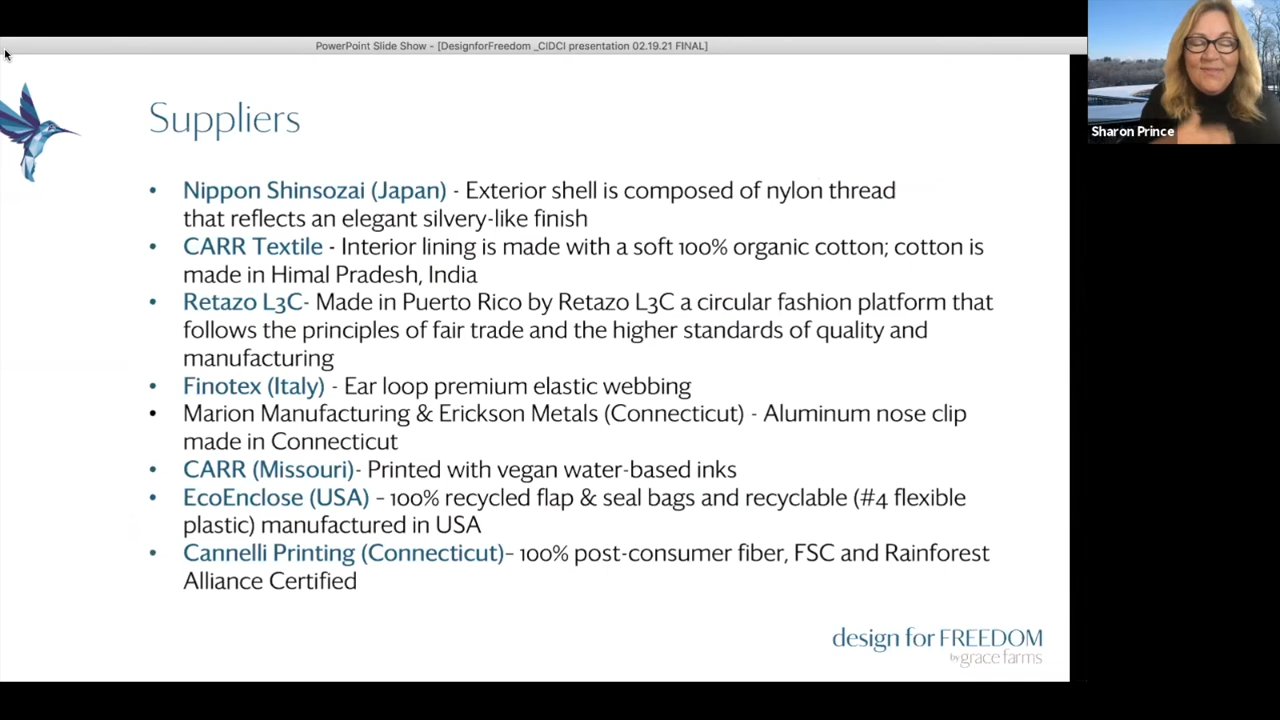 PowerPoint Slide Show - [DesignforFreedom _CIDCI presentation 02.19.21 FINAL]
Sharon Prince
Suppliers
• Nippon Shinsozai (Japan) - Exterior shell is composed of nylon thread
that reflects an elegant silvery-like finish
• CARR Textile - Interior lining is made with a soft 100% organic cotton; cotton is
made in Himal Pradesh, India
• Retazo L3C- Made in Puerto Rico by Retazo L3C a circular fashion platform that
follows the principles of fair trade and the higher standards of quality and
manufacturing
• Finotex (Italy) - Ear loop premium elastic webbing
• Marion Manufacturing & Erickson Metals (Connecticut) - Aluminum nose clip
made in Connecticut
• CARR (Missouri)- Printed with vegan water-based inks
• EcoEnclose (USA) – 100% recycled flap & seal bags and recyclable (#4 flexible
plastic) manufactured in USA
• Cannelli Printing (Connecticut)– 100% post-consumer fiber, FSC and Rainforest
Alliance Certified
design for FREEDOM
by grace farms